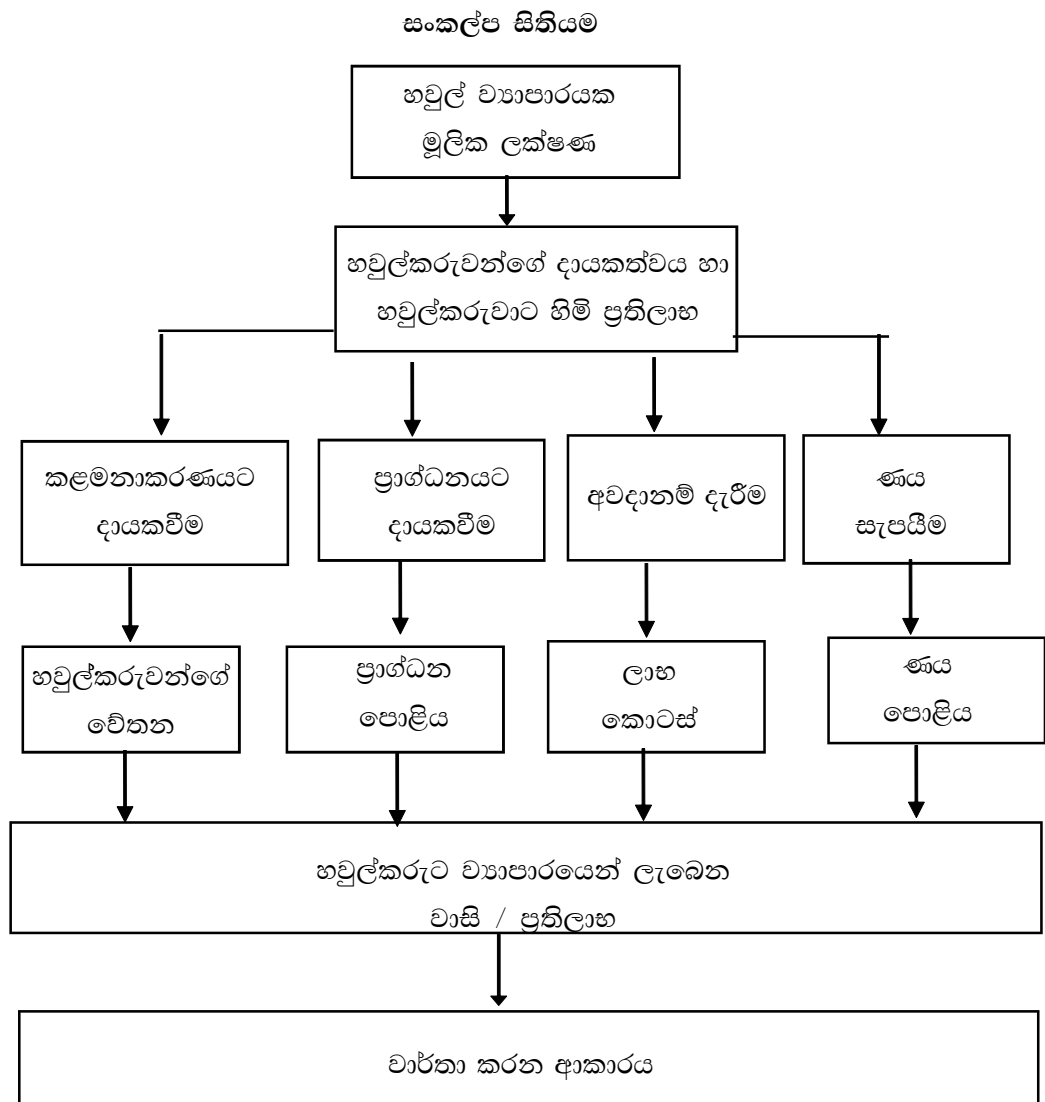 සංකල්ප සිතියම
හවුල් ව්‍යාපාරයක
මූලික ලක්ෂණ
හවුල්කරුවන්ගේ දායකත්වය හා
හවුල්කරුවාට හිමි ප්‍රතිලාභ
කළමනාකරණයට
දායකවීම
ප්‍රාග්ධනයට
දායකවීම
අවදානම් දැරීම
ණය
සැපයීම
හවුල්කරුවන්ගේ
වේතන
ප්‍රාග්ධන
පොළිය
ලාභ
කොටස්
ණය
පොළිය
හවුල්කරුට ව්‍යාපාරයෙන් ලැබෙන
වාසි / ප්‍රතිලාභ
වාර්තා කරන ආකාරය